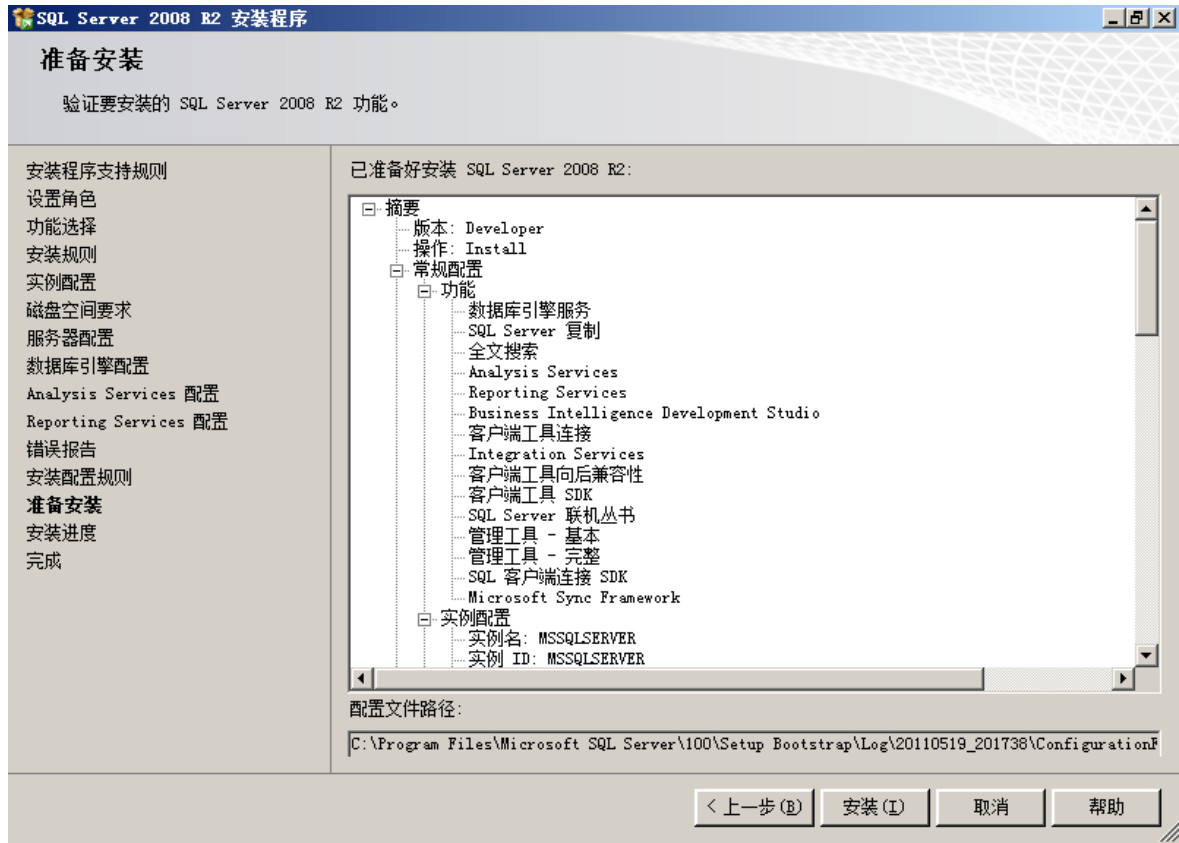 SQL Server 2008 R2 安装程序
准备安装
验证要安装的 SQL Server 2008 R2 功能。
安装程序支持规则
设置角色
功能选择
安装规则
实例配置
磁盘空间要求
服务器配置
数据库引擎配置
Analysis Services 配置
Reporting Services 配置
错误报告
安装配置规则
准备安装
安装进度
完成
已准备好安装 SQL Server 2008 R2:
摘要
版本: Developer
操作: Install
常规配置
功能
数据库引擎服务
SQL Server 复制
全文搜索
Analysis Services
Reporting Services
Business Intelligence Development Studio
客户端工具连接
Integration Services
客户端工具向后兼容性
客户端工具 SDK
SQL Server 联机丛书
管理工具 - 基本
管理工具 - 完整
SQL 客户端连接 SDK
Microsoft Sync Framework
实例配置
实例名: MSSQLSERVER
实例 ID: MSSQLSERVER
配置文件路径:
C:\Program Files\Microsoft SQL Server\100\Setup Bootstrap\Log\20110519_201738\ConfigurationF
< 上一步(B)
安装(I)
取消
帮助